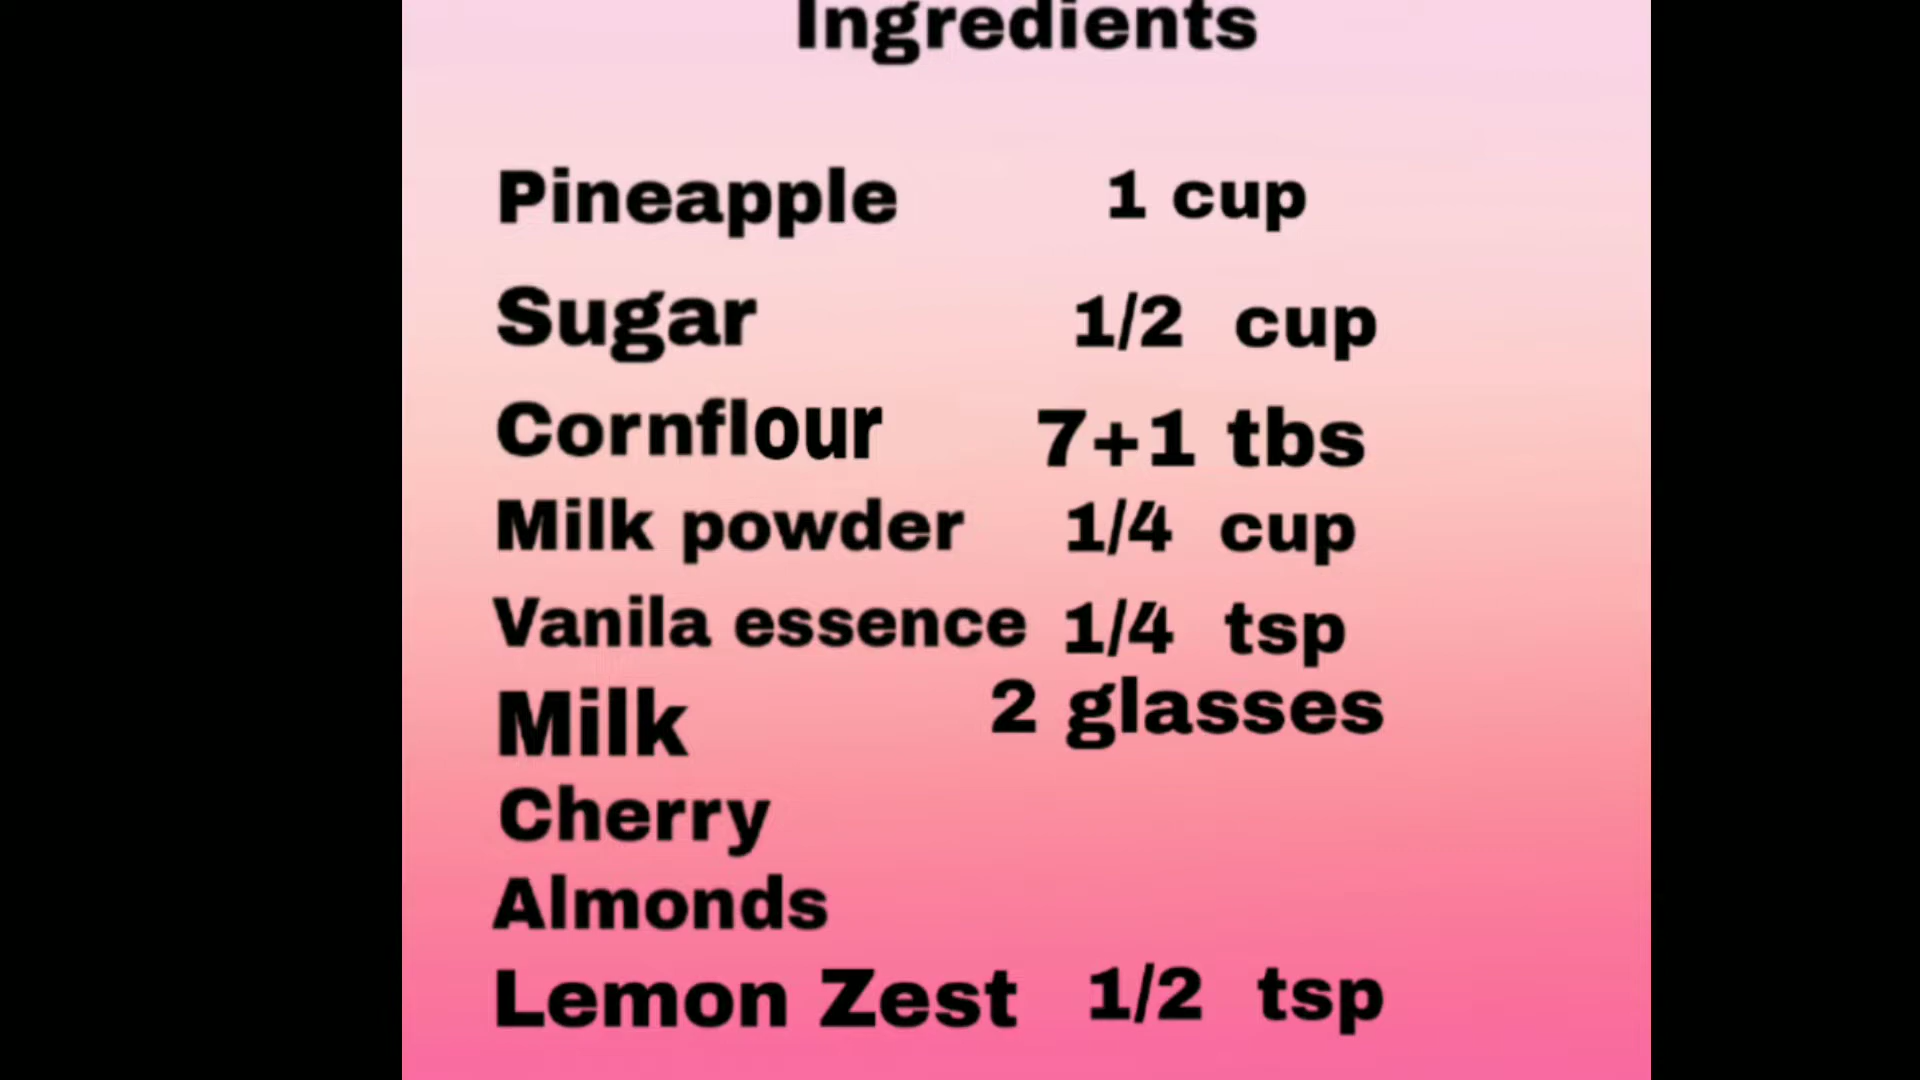 Ingredients
Pineapple 1 cup
Sugar 1/2 cup
Cornflour 7+1 tbs
Milk powder 1/4 cup
Vanila essence 1/4 tsp
Milk 2 glasses
Cherry
Almonds
Lemon Zest 1/2 tsp